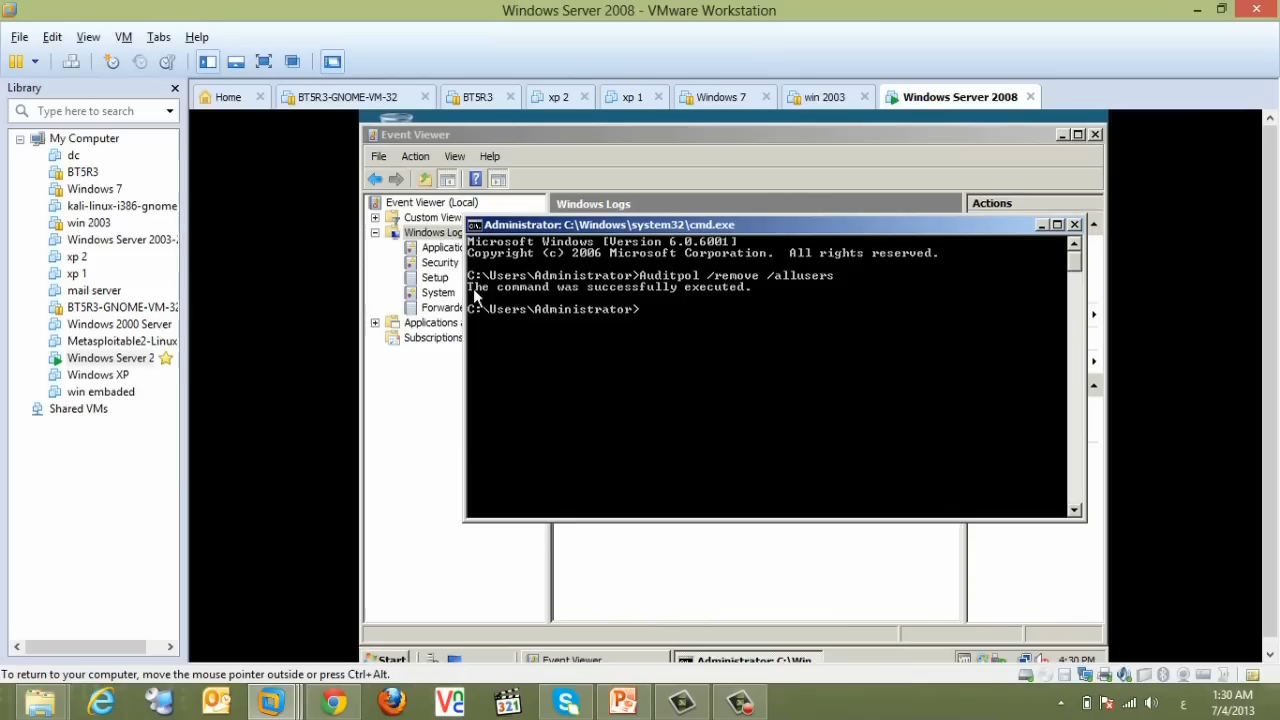 Windows Server 2008 - VMware Workstation
File Edit View VM Tabs Help
Library
Type here to search
Home
BT5R3-GNOME-VM-32
BT5R3
xp 2
xp 1
Windows 7
win 2003
Windows Server 2008
My Computer
dc
BT5R3
Windows 7
kali-linux-i386-gnome
win 2003
Windows Server 2003-
xp 2
xp 1
mail server
BT5R3-GNOME-VM-32
Windows 2000 Server
Metasploitable2-Linux
Windows Server 2
Windows XP
win embaded
Shared VMs
Event Viewer
File Action View Help
Event Viewer (Local)
Custom View
Windows Log
Applicatio
Security
Setup
System
Forwarde
Applications a
Subscriptions
Windows Logs
Actions
Administrator: C:\Windows\system32\cmd.exe
Microsoft Windows [Version 6.0.6001]
Copyright (c) 2006 Microsoft Corporation. All rights reserved.
C:\Users\Administrator>Auditpol /remove /allusers
The command was successfully executed.
C:\Users\Administrator>
Start
Event Viewer
Administrator: C:\Win
4:30 PM
To return to your computer, move the mouse pointer outside or press Ctrl+Alt.
321
ع
1:30 AM
7/4/2013